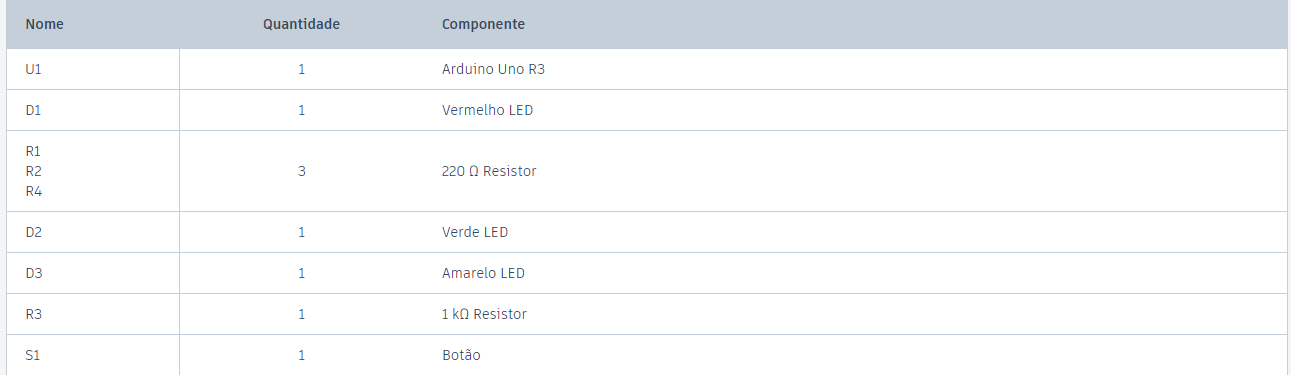 Nome Quantidade Componente
U1 1 Arduino Uno R3
D1 1 Vermelho LED
R1
R2 3 220 Ω Resistor
R4
D2 1 Verde LED
D3 1 Amarelo LED
R3 1 1 kΩ Resistor
S1 1 Botão